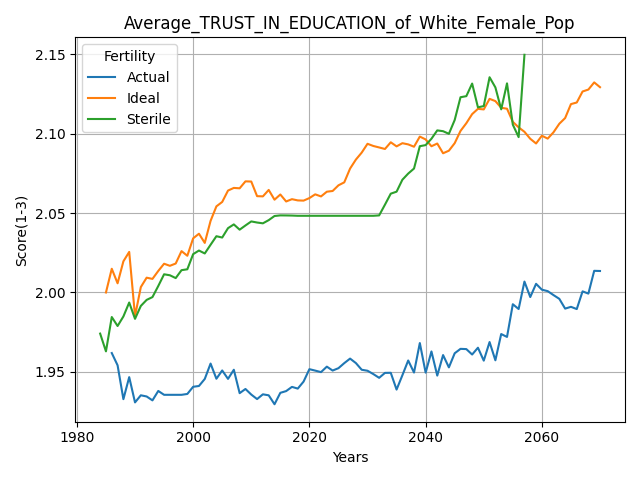 Average_TRUST_IN_EDUCATION_of_White_Female_Pop
Fertility
Actual
Ideal
Sterile
Score(1-3)
2.15
2.10
2.05
2.00
1.95
1980
2000
2020
2040
2060
Years